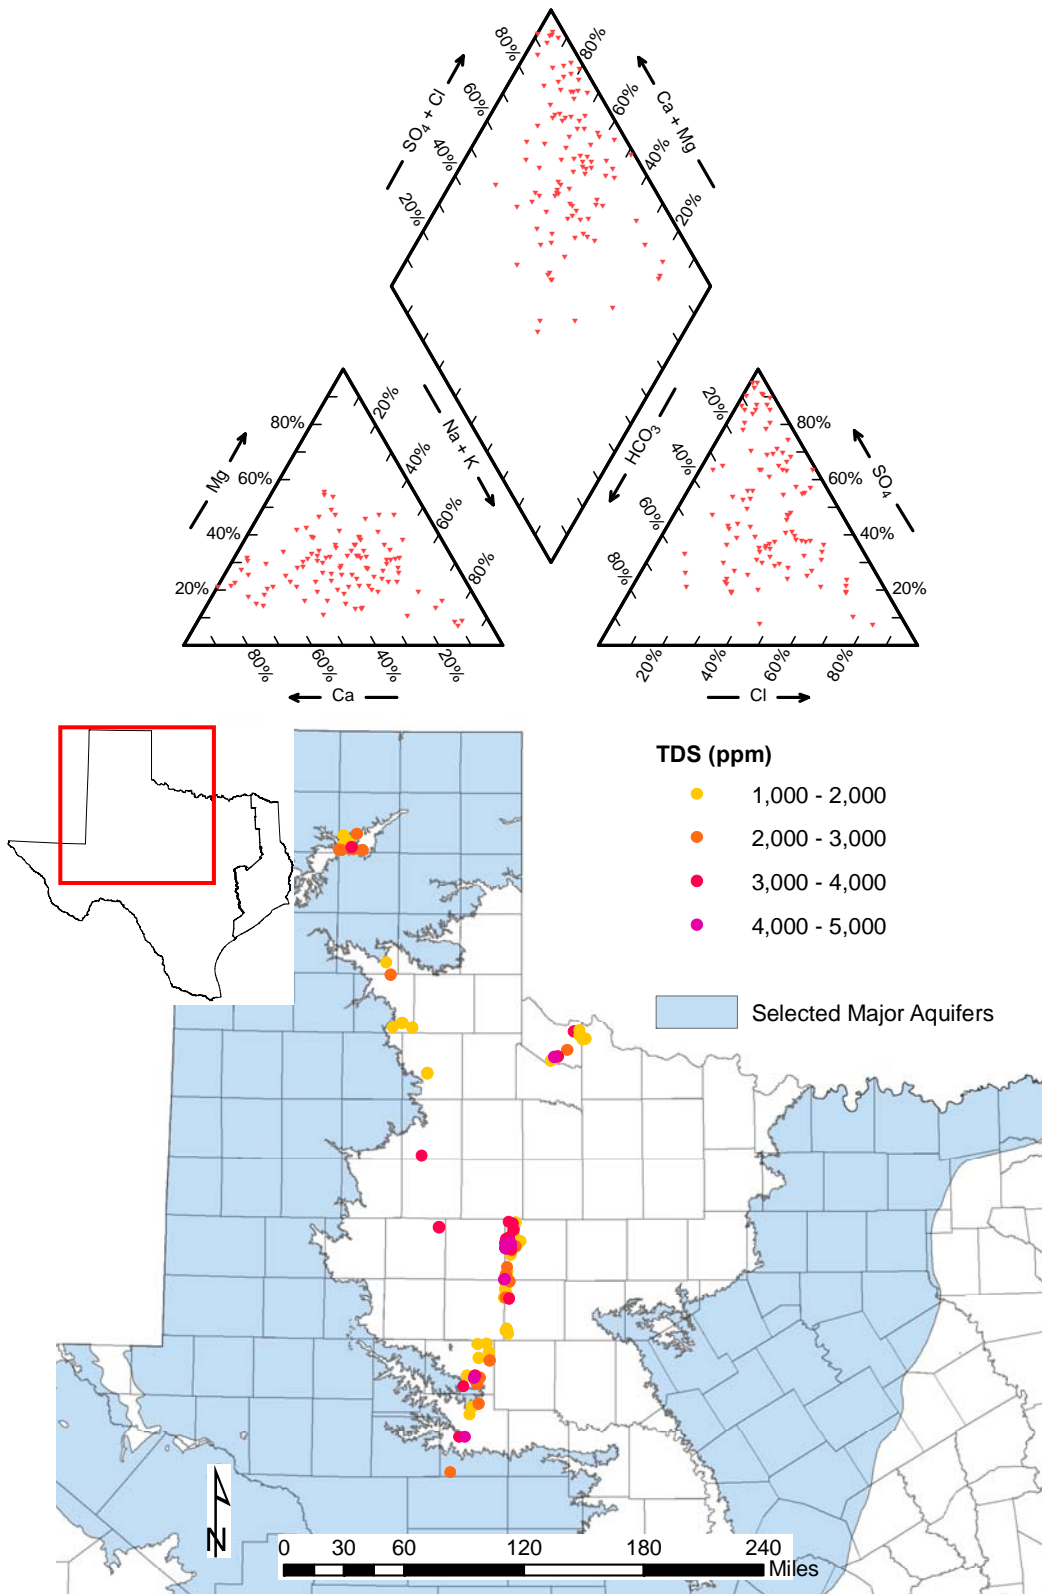 80%
80%
SO4 + Cl
Ca + Mg
60%
60%
40%
40%
20%
20%
Na + K
HCO3
20%
80%
Mg
40%
60%
60%
40%
20%
80%
80%
60%
40%
20%
Ca
20%
80%
40%
SO4
60%
60%
40%
80%
20%
20%
40%
60%
80%
Cl
TDS (ppm)
1,000 - 2,000
2,000 - 3,000
3,000 - 4,000
4,000 - 5,000
Selected Major Aquifers
N
0 30 60 120 180 240
Miles